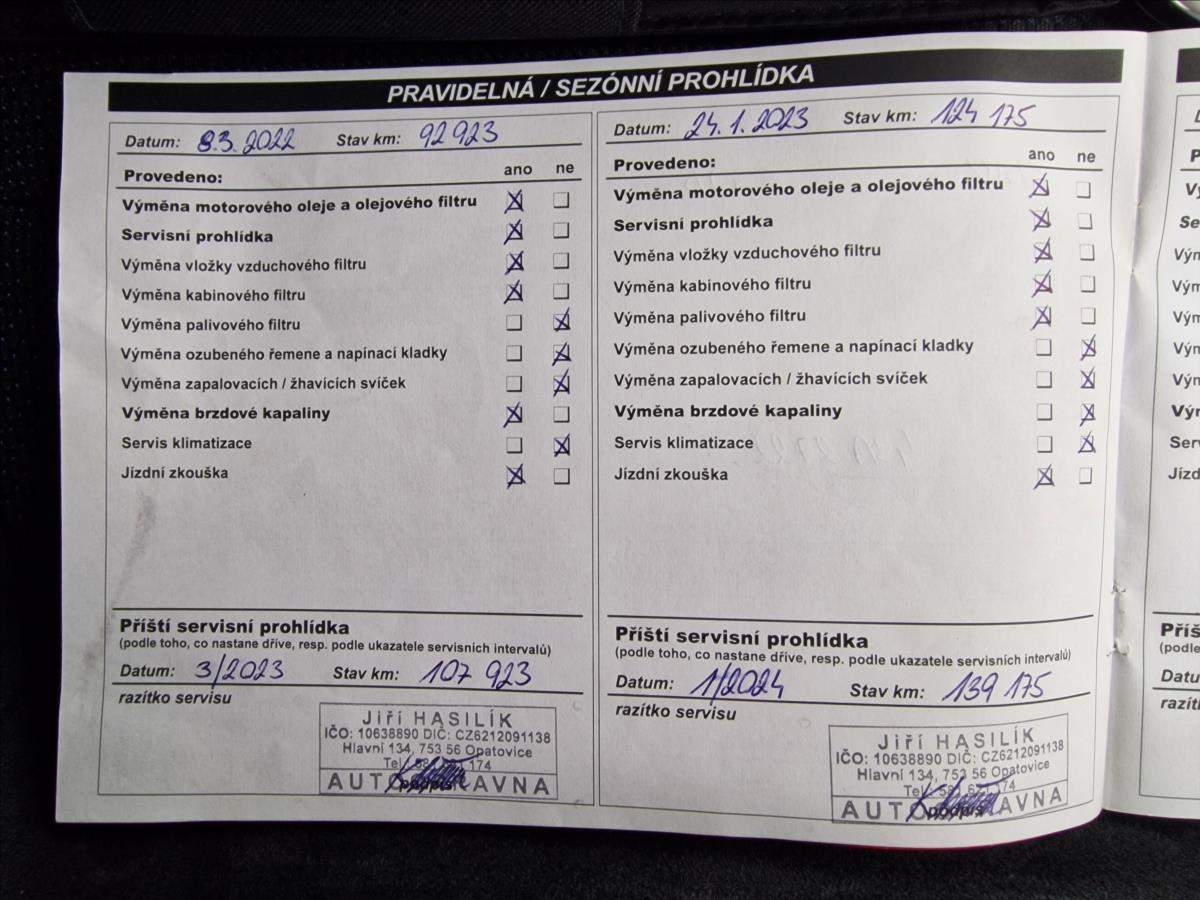 PRAVIDELNÁ / SEZÓNNÍ PROHLÍDKA
Datum: 8.3.2022 Stav km: 92 923
Provedeno: ano ne
Výměna motorového oleje a olejového filtru
Servisní prohlídka
Výměna vložky vzduchového filtru
Výměna kabinového filtru
Výměna palivového filtru
Výměna ozubeného řemene a napínací kladky
Výměna zapalovacích / žhavících svíček
Výměna brzdové kapaliny
Servis klimatizace
Jízdní zkouška
Příští servisní prohlídka
(podle toho, co nastane dříve, resp. podle ukazatele servisních intervalů)
Datum: 3/2023 Stav km: 107 923
razítko servisu
Jiří HASILÍK
IČO: 10638890 DIČ: CZ6212091138
Hlavní 134, 753 56 Opatovice
podpis
Datum: 24.1.2023 Stav km: 124 175
Provedeno: ano ne
Výměna motorového oleje a olejového filtru
Servisní prohlídka
Výměna vložky vzduchového filtru
Výměna kabinového filtru
Výměna palivového filtru
Výměna ozubeného řemene a napínací kladky
Výměna zapalovacích / žhavících svíček
Výměna brzdové kapaliny
Servis klimatizace
Jízdní zkouška
Příští servisní prohlídka
(podle toho, co nastane dříve, resp. podle ukazatele servisních intervalů)
Datum: 1/2024 Stav km: 139 175
razítko servisu
Jiří HASILÍK
IČO: 10638890 DIČ: CZ6212091138
Hlavní 134, 753 56 Opatovice
podpis